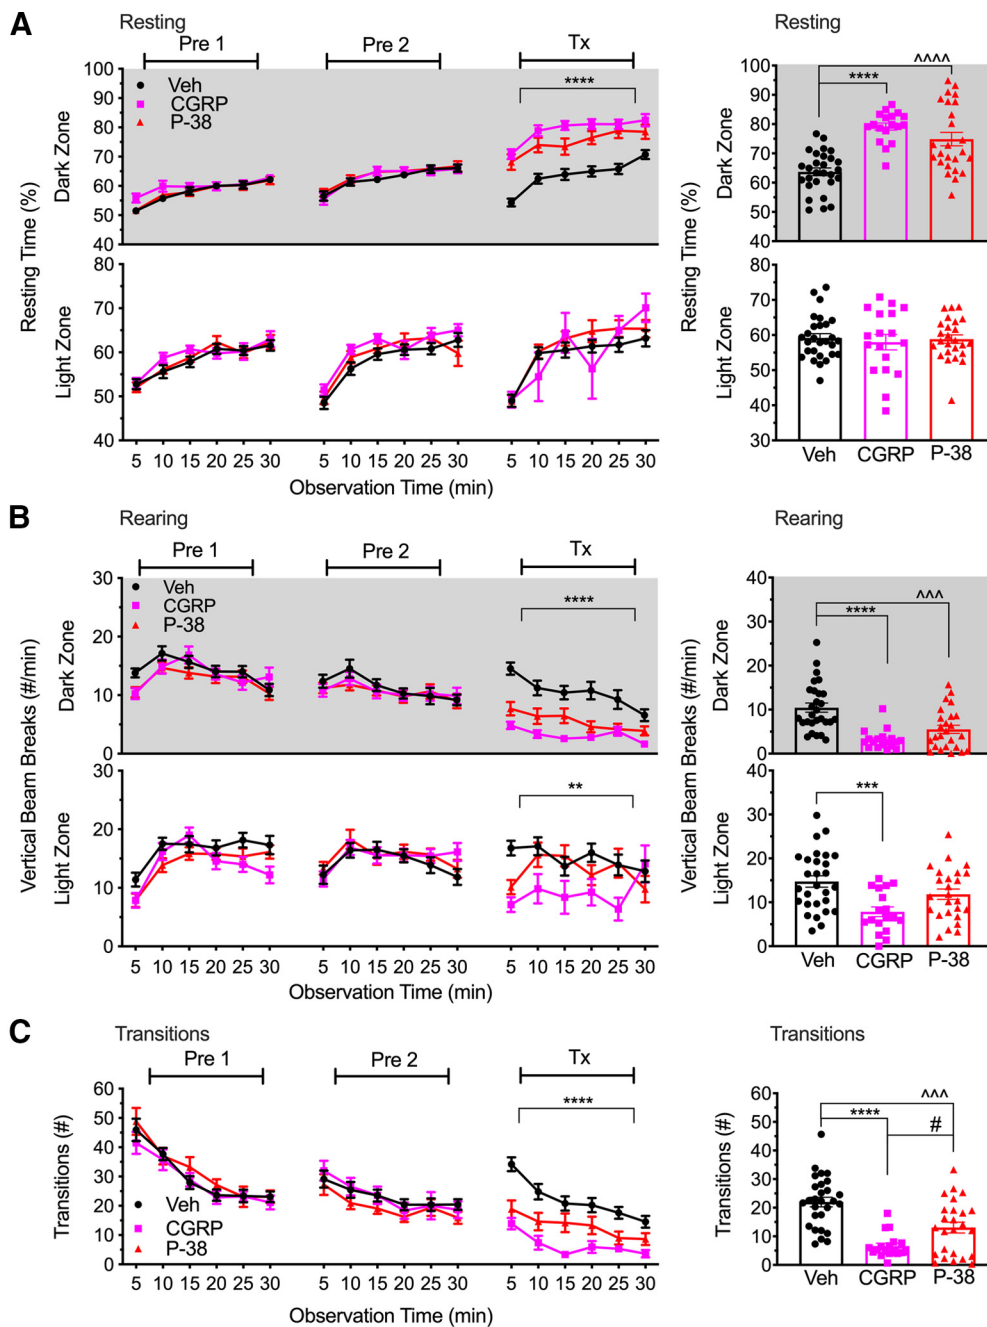 A
Resting
Pre 1
Pre 2
Tx
Resting
Resting Time (%)
Dark Zone
100
90
80
70
60
50
40
Veh
CGRP
P-38
****
Light Zone
80
70
60
50
40
5 10 15 20 25 30
5 10 15 20 25 30
5 10 15 20 25 30
Observation Time (min)
Resting Time (%)
Dark Zone
100
90
80
70
60
50
40
****
^^^^
Light Zone
80
70
60
50
40
30
Veh CGRP P-38
B
Rearing
Pre 1
Pre 2
Tx
Rearing
Vertical Beam Breaks (#/min)
Dark Zone
30
20
10
0
Veh
CGRP
P-38
****
Light Zone
30
20
10
0
**
5 10 15 20 25 30
5 10 15 20 25 30
5 10 15 20 25 30
Observation Time (min)
Vertical Beam Breaks (#/min)
Dark Zone
40
30
20
10
0
****
^^^
Light Zone
40
30
20
10
0
***
Veh CGRP P-38
C
Transitions
Pre 1
Pre 2
Tx
Transitions
Transitions (#)
60
50
40
30
20
10
0
Veh
CGRP
P-38
****
5 10 15 20 25 30
5 10 15 20 25 30
5 10 15 20 25 30
Observation Time (min)
Transitions (#)
60
50
40
30
20
10
0
****
^^^
#
Veh CGRP P-38